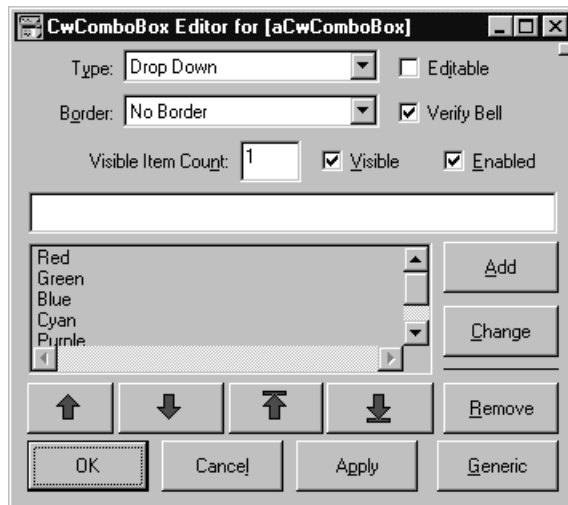 CwComboBox Editor for [aCwComboBox]
Type: Drop Down Editable
Border: No Border Verify Bell
Visible Item Count: 1 Visible Enabled
Red
Green
Blue
Cyan
Purple
Add
Change
Remove
OK Cancel Apply Generic